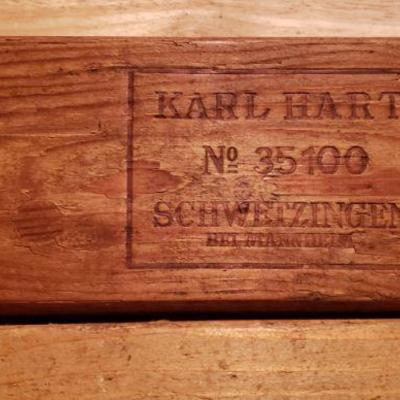 KARL HART
Nº 35100
SCHWETZINGEN
BEI MANNHEIM